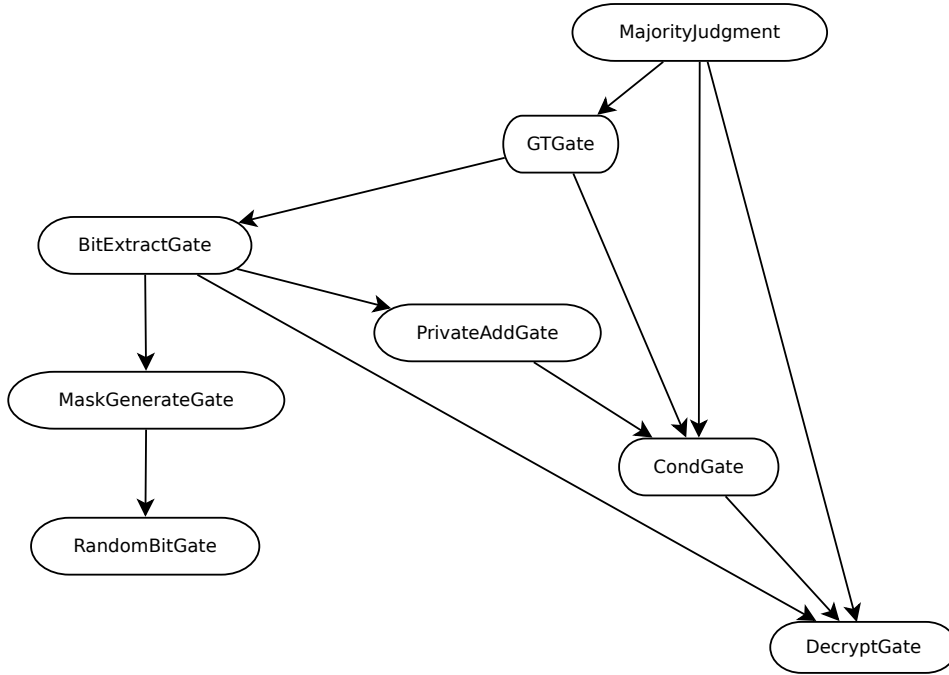 MajorityJudgment
GTGate
BitExtractGate
PrivateAddGate
MaskGenerateGate
CondGate
RandomBitGate
DecryptGate